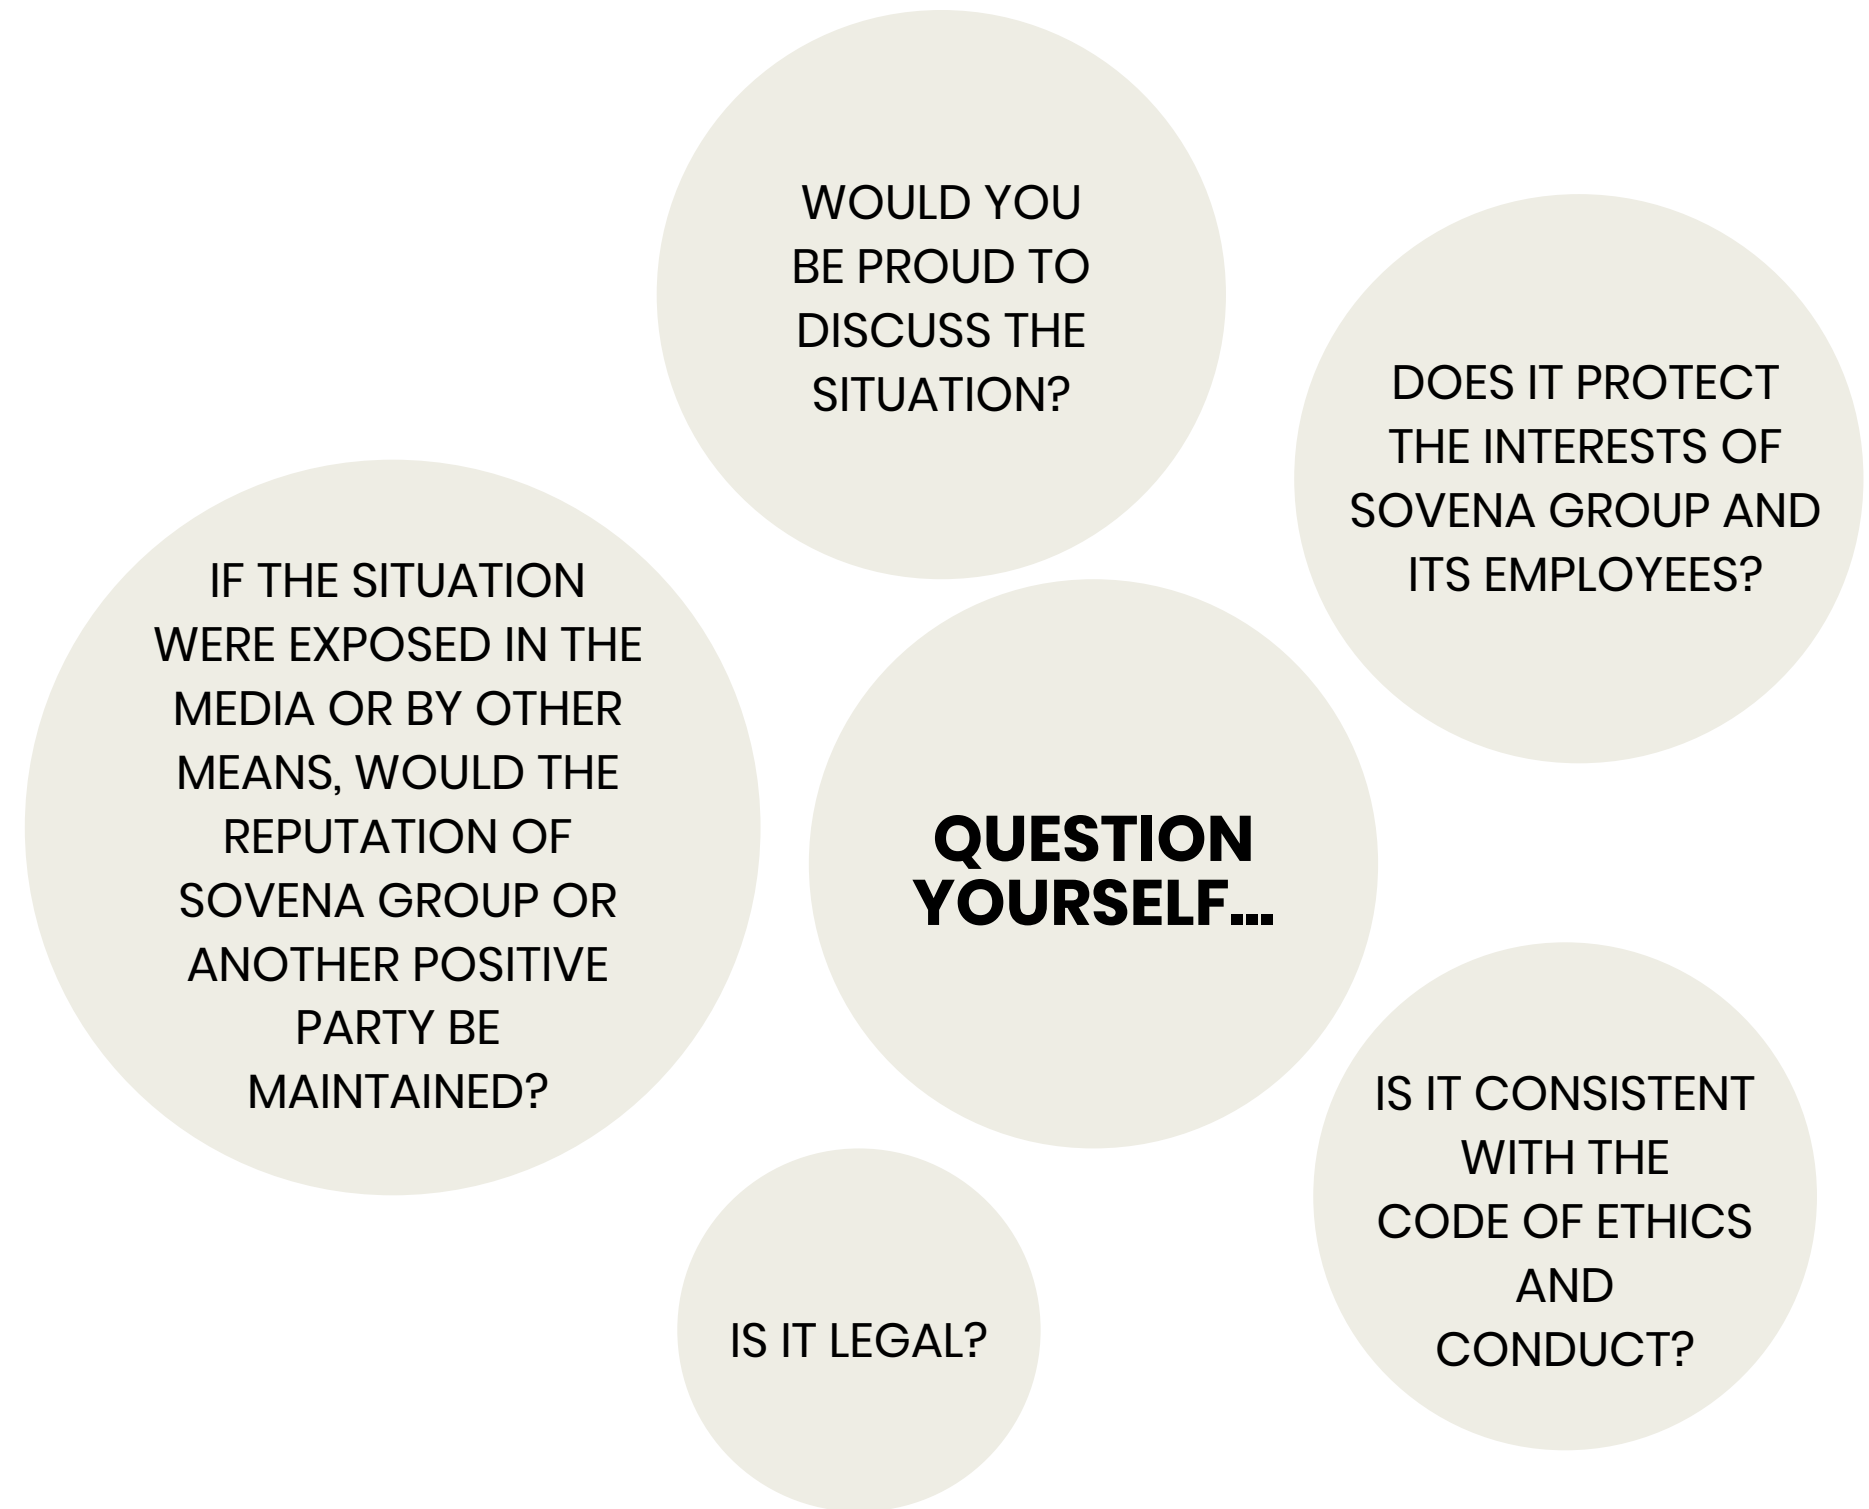 WOULD YOU
BE PROUD TO
DISCUSS THE
SITUATION?
DOES IT PROTECT
THE INTERESTS OF
SOVENA GROUP AND
ITS EMPLOYEES?
IF THE SITUATION
WERE EXPOSED IN THE
MEDIA OR BY OTHER
MEANS, WOULD THE
REPUTATION OF
SOVENA GROUP OR
ANOTHER POSITIVE
PARTY BE
MAINTAINED?
QUESTION
YOURSELF...
IS IT CONSISTENT
WITH THE
CODE OF ETHICS
AND
CONDUCT?
IS IT LEGAL?